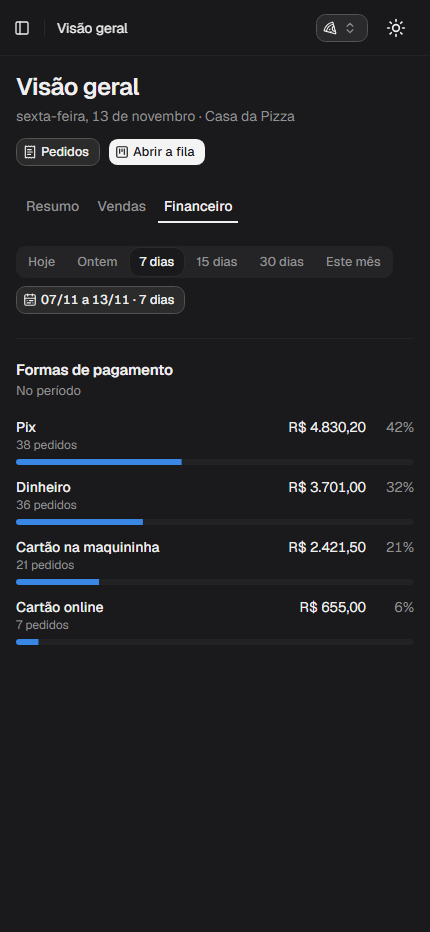 Visão geral
Visão geral
sexta-feira, 13 de novembro · Casa da Pizza
Pedidos Abrir a fila
Resumo Vendas Financeiro
Hoje Ontem 7 dias 15 dias 30 dias Este mês
07/11 a 13/11 · 7 dias
Formas de pagamento
No período
Pix R$ 4.830,20 42%
38 pedidos
Dinheiro R$ 3.701,00 32%
36 pedidos
Cartão na maquininha R$ 2.421,50 21%
21 pedidos
Cartão online R$ 655,00 6%
7 pedidos